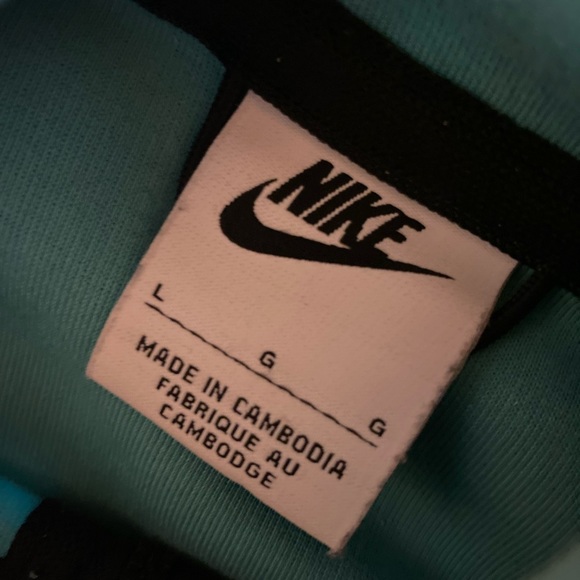 NIKE
L G G
MADE IN CAMBODIA
FABRIQUE AU
CAMBODGE